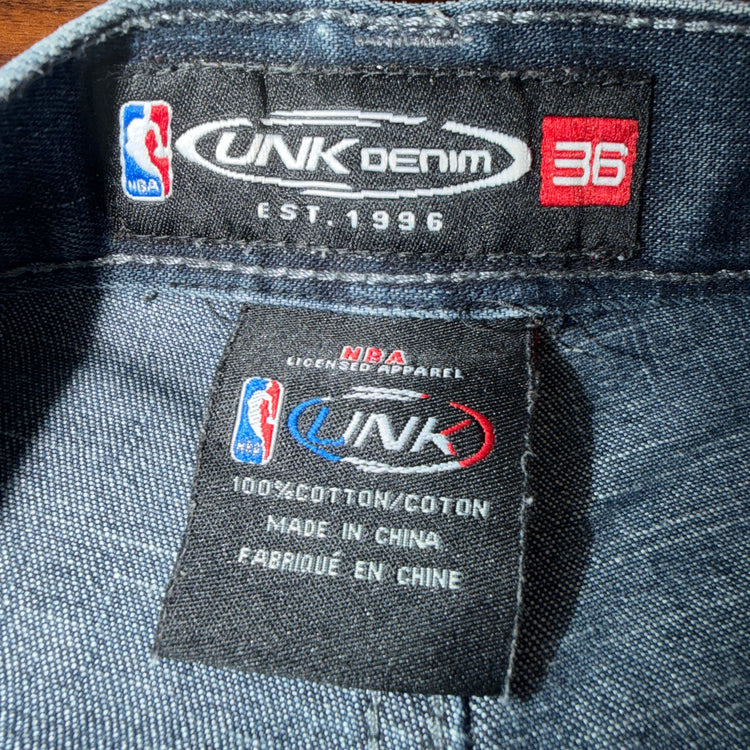 NBA UNK DENIM 36
EST. 1996
NBA
LICENSED APPAREL
NBA UNK
100% COTTON/COTON
MADE IN CHINA
FABRIQUÉ EN CHINE